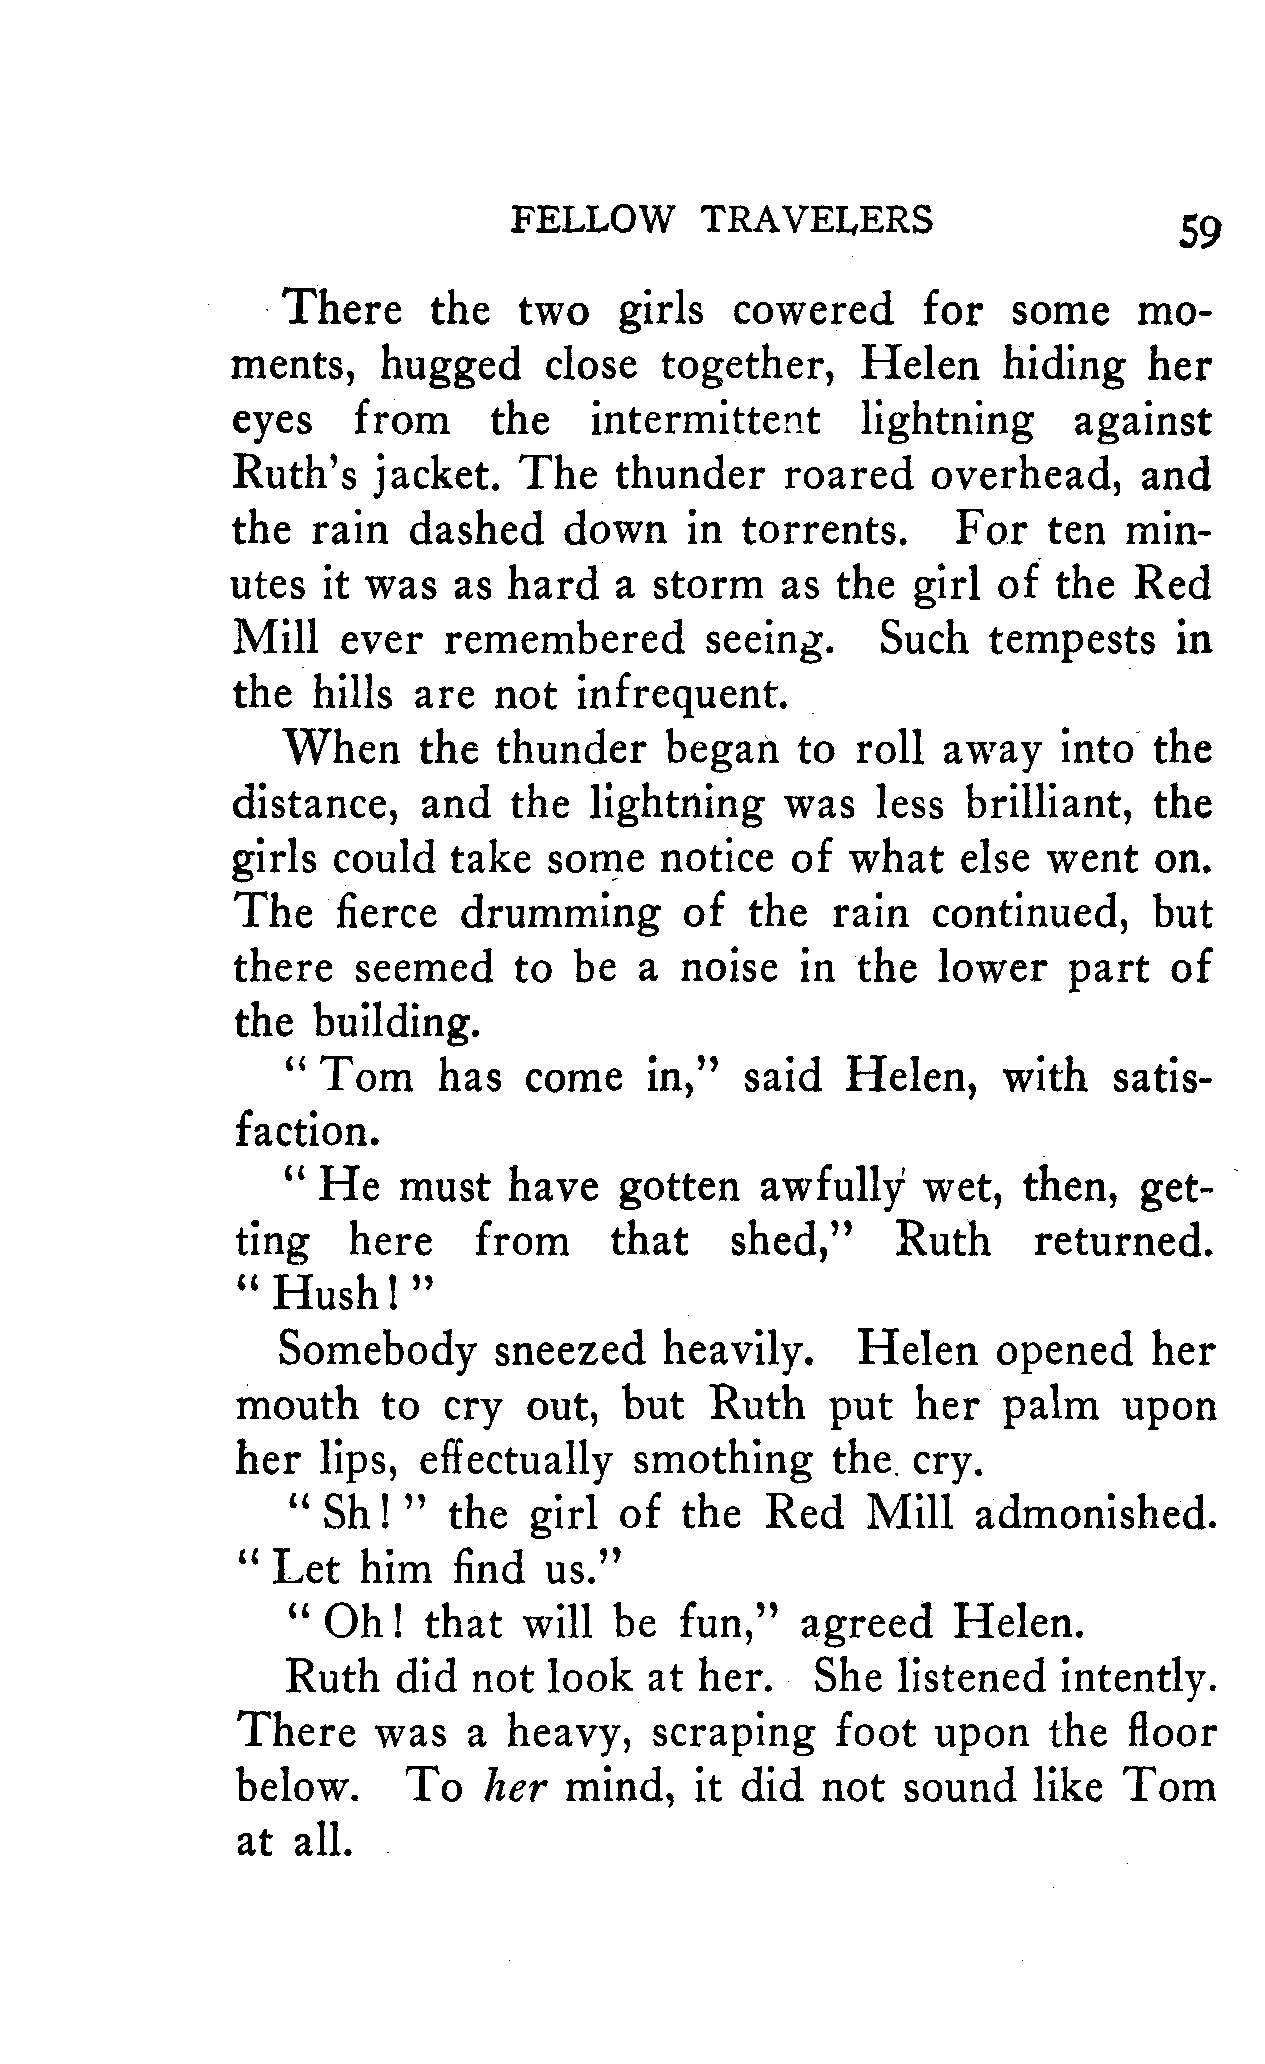 FELLOW TRAVELERS 59
There the two girls cowered for some mo-
ments, hugged close together, Helen hiding her
eyes from the intermittent lightning against
Ruth's jacket. The thunder roared overhead, and
the rain dashed down in torrents. For ten min-
utes it was as hard a storm as the girl of the Red
Mill ever remembered seeing. Such tempests in
the hills are not infrequent.
When the thunder began to roll away into the
distance, and the lightning was less brilliant, the
girls could take some notice of what else went on.
The fierce drumming of the rain continued, but
there seemed to be a noise in the lower part of
the building.
" Tom has come in," said Helen, with satis-
faction.
" He must have gotten awfully wet, then, get-
ting here from that shed," Ruth returned.
" Hush! "
Somebody sneezed heavily. Helen opened her
mouth to cry out, but Ruth put her palm upon
her lips, effectually smothing the cry.
" Sh! " the girl of the Red Mill admonished.
" Let him find us."
" Oh! that will be fun," agreed Helen.
Ruth did not look at her. She listened intently.
There was a heavy, scraping foot upon the floor
below. To her mind, it did not sound like Tom
at all.